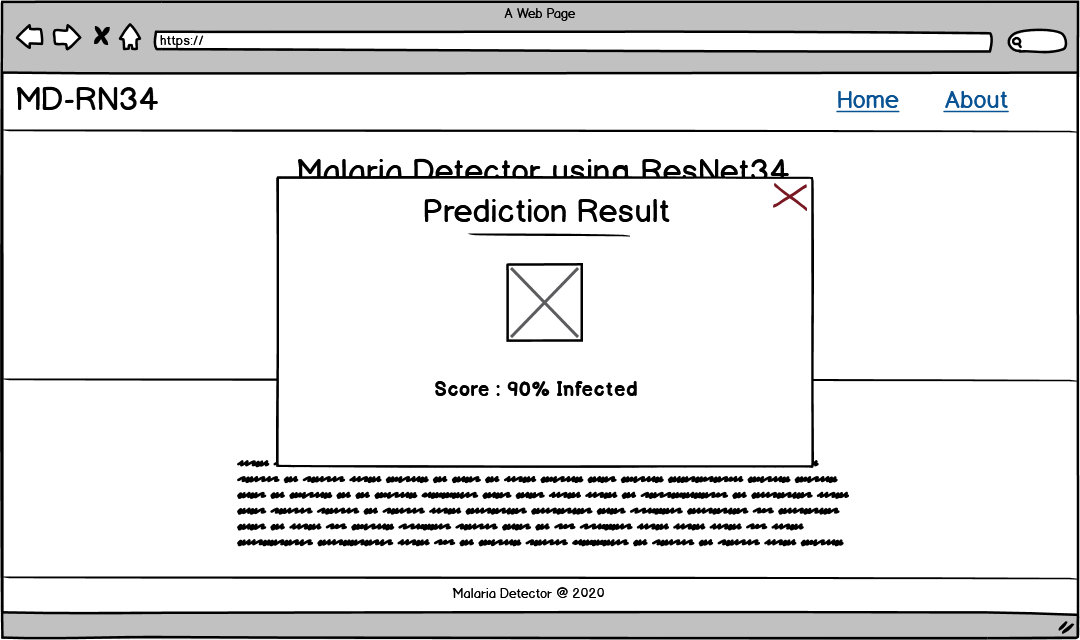 A Web Page
https://
MD-RN34
Home About
Malaria Detector using ResNet34
Prediction Result
Score : 90% Infected
Malaria Detector @ 2020